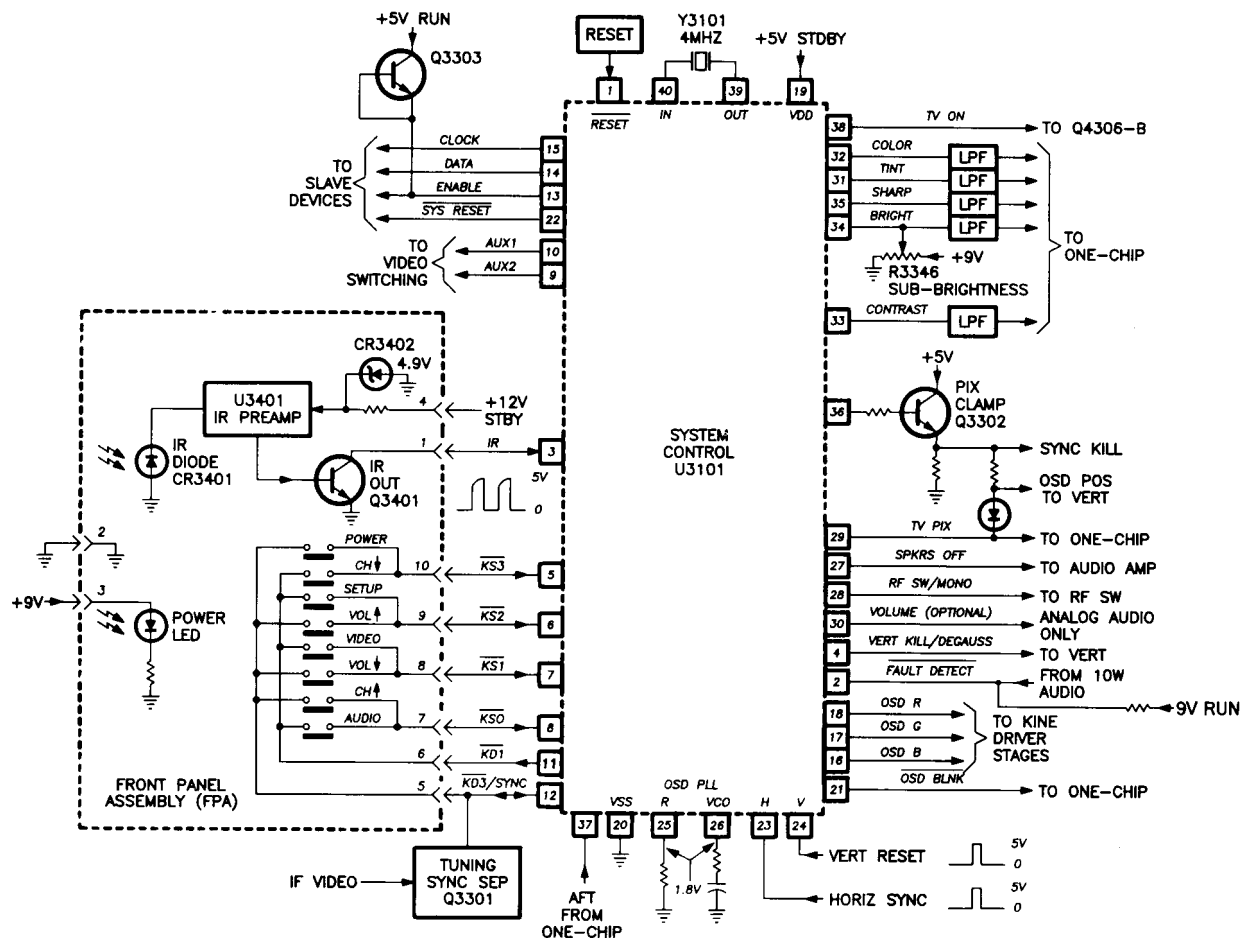 +5V RUN
Q3303
RESET
Y3101
4MHZ
+5V STDBY
1
40
39
19
RESET
IN
OUT
VDD
TO
SLAVE
DEVICES
CLOCK
15
DATA
14
ENABLE
13
SYS RESET
22
TO
VIDEO
SWITCHING
AUX1
10
AUX2
9
38
TV ON
TO Q4306-B
32
COLOR
LPF
31
TINT
LPF
35
SHARP
LPF
34
BRIGHT
LPF
+9V
R3346
SUB-BRIGHTNESS
TO
ONE-CHIP
33
CONTRAST
LPF
CR3402
4.9V
U3401
IR PREAMP
4
+12V
STBY
IR
DIODE
CR3401
IR
OUT
Q3401
1
IR
3
5V
0
SYSTEM
CONTROL
U3101
+5V
36
PIX
CLAMP
Q3302
SYNC KILL
OSD POS
TO VERT
2
+9V
3
POWER
LED
POWER
CH↓
10
KS3
5
SETUP
VOL↑
9
KS2
6
VIDEO
VOL↓
8
KS1
7
CH↑
AUDIO
7
KS0
8
6
KD1
11
5
KD3/SYNC
12
FRONT PANEL
ASSEMBLY (FPA)
29
TV PIX
TO ONE-CHIP
27
SPKRS OFF
TO AUDIO AMP
28
RF SW/MONO
TO RF SW
30
VOLUME (OPTIONAL)
ANALOG AUDIO
ONLY
4
VERT KILL/DEGAUSS
TO VERT
2
FAULT DETECT
FROM 10W
AUDIO
9V RUN
18
OSD R
17
OSD G
16
OSD B
TO KINE
DRIVER
STAGES
21
OSD BLNK
TO ONE-CHIP
OSD PLL
VSS
R
VCO
H
V
37
20
25
26
23
24
1.8V
IF VIDEO
TUNING
SYNC SEP
Q3301
AFT
FROM
ONE-CHIP
VERT RESET
5V
0
HORIZ SYNC
5V
0